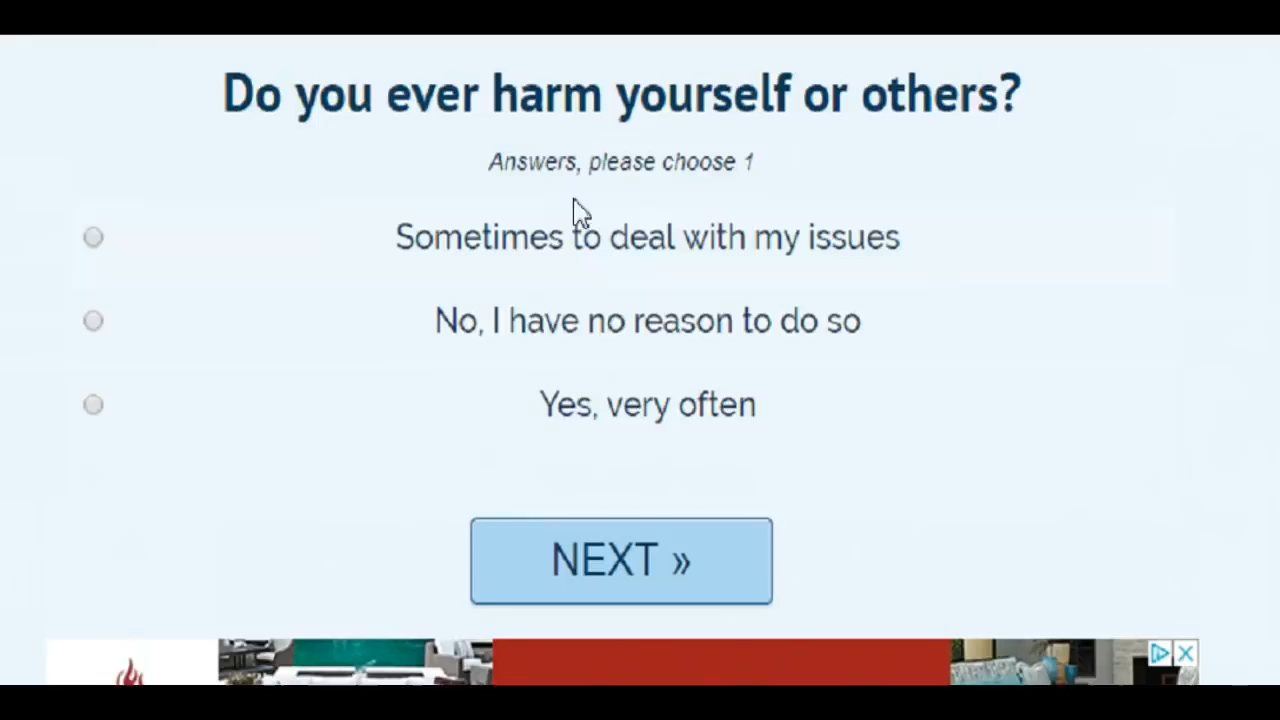 Do you ever harm yourself or others?
Answers, please choose 1
Sometimes to deal with my issues
No, I have no reason to do so
Yes, very often
NEXT »